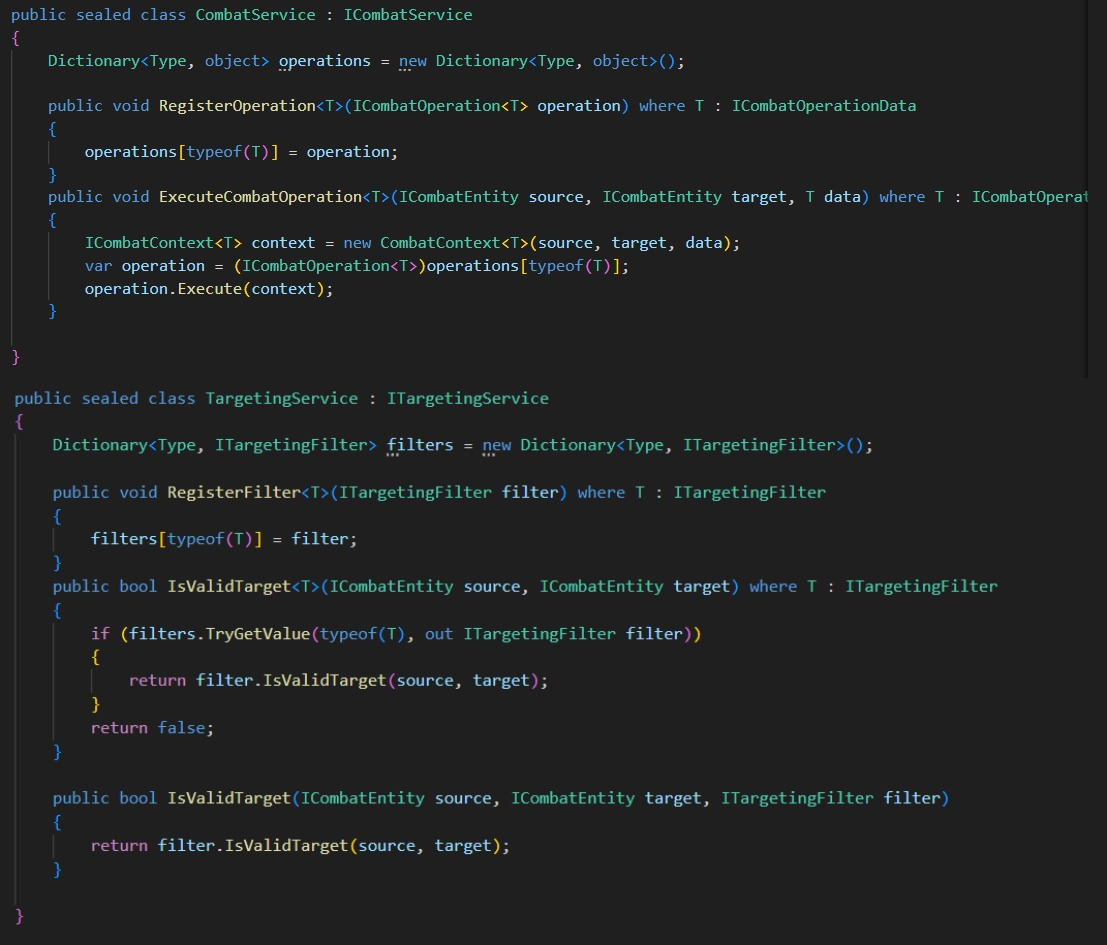 public sealed class CombatService : ICombatService
{
    Dictionary<Type, object> operations = new Dictionary<Type, object>();

    public void RegisterOperation<T>(ICombatOperation<T> operation) where T : ICombatOperationData
    {
        operations[typeof(T)] = operation;
    }
    public void ExecuteCombatOperation<T>(ICombatEntity source, ICombatEntity target, T data) where T : ICombatOperat
    {
        ICombatContext<T> context = new CombatContext<T>(source, target, data);
        var operation = (ICombatOperation<T>)operations[typeof(T)];
        operation.Execute(context);
    }

}
public sealed class TargetingService : ITargetingService
{
    Dictionary<Type, ITargetingFilter> filters = new Dictionary<Type, ITargetingFilter>();

    public void RegisterFilter<T>(ITargetingFilter filter) where T : ITargetingFilter
    {
        filters[typeof(T)] = filter;
    }
    public bool IsValidTarget<T>(ICombatEntity source, ICombatEntity target) where T : ITargetingFilter
    {
        if (filters.TryGetValue(typeof(T), out ITargetingFilter filter))
        {
            return filter.IsValidTarget(source, target);
        }
        return false;
    }

    public bool IsValidTarget(ICombatEntity source, ICombatEntity target, ITargetingFilter filter)
    {
        return filter.IsValidTarget(source, target);
    }

}